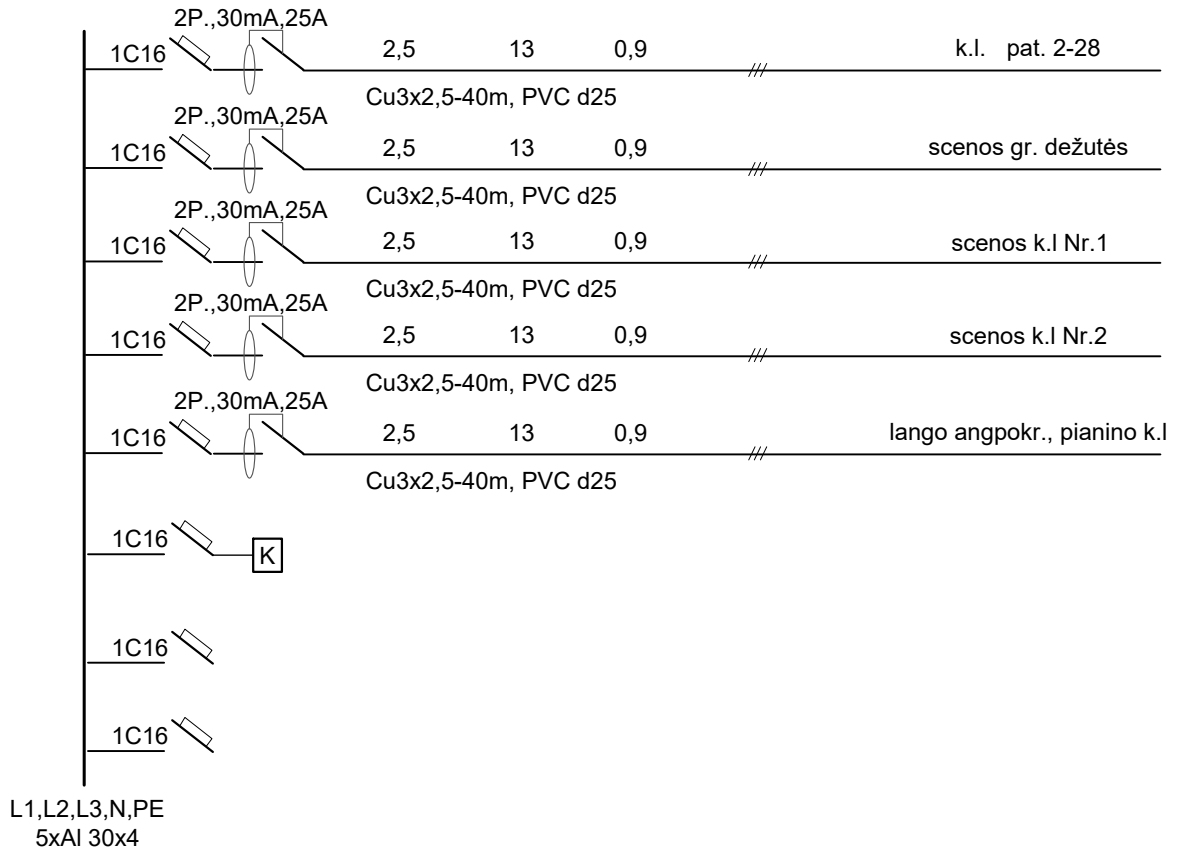 2P.,30mA,25A
1C16 2,5 13 0,9 k.l. pat. 2-28
Cu3x2,5-40m, PVC d25
2P.,30mA,25A
1C16 2,5 13 0,9 scenos gr. dežutės
Cu3x2,5-40m, PVC d25
2P.,30mA,25A
1C16 2,5 13 0,9 scenos k.l Nr.1
Cu3x2,5-40m, PVC d25
2P.,30mA,25A
1C16 2,5 13 0,9 scenos k.l Nr.2
Cu3x2,5-40m, PVC d25
2P.,30mA,25A
1C16 2,5 13 0,9 lango angpokr., pianino k.l
Cu3x2,5-40m, PVC d25
1C16 K
1C16
1C16
L1,L2,L3,N,PE
5xAl 30x4